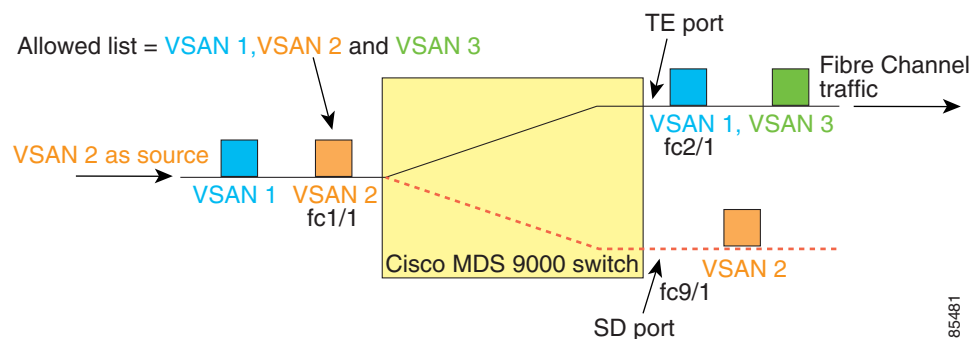 Allowed list = VSAN 1,VSAN 2 and VSAN 3
TE port
Fibre Channel
traffic
VSAN 2 as source
VSAN 1
VSAN 2
fc1/1
VSAN 1, VSAN 3
fc2/1
Cisco MDS 9000 switch
VSAN 2
fc9/1
SD port
85481